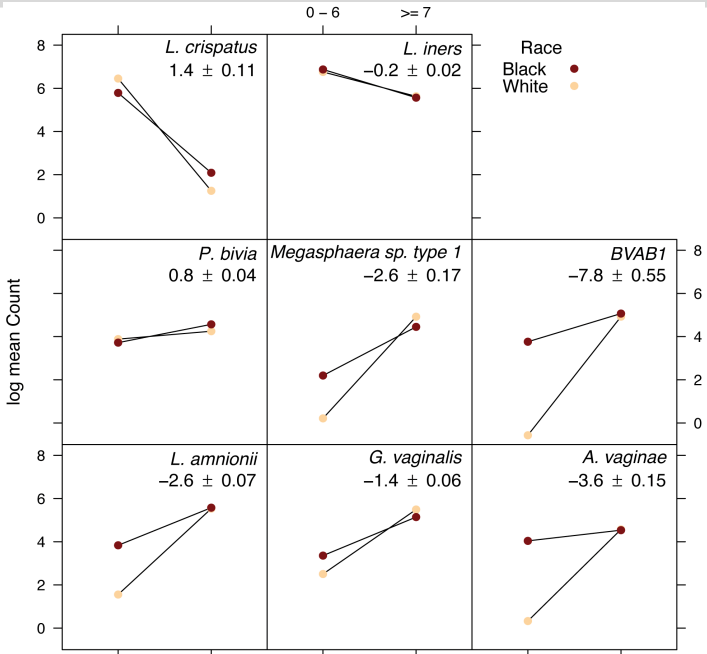 0 – 6 >= 7
8 L. crispatus L. iners Race
1.4 ± 0.11 −0.2 ± 0.02 Black
6 White
4
2
0
P. bivia Megasphaera sp. type 1 BVAB1 8
0.8 ± 0.04 −2.6 ± 0.17 −7.8 ± 0.55
6
log mean Count
4
2
0
8 L. amnionii G. vaginalis A. vaginae
−2.6 ± 0.07 −1.4 ± 0.06 −3.6 ± 0.15
6
4
2
0